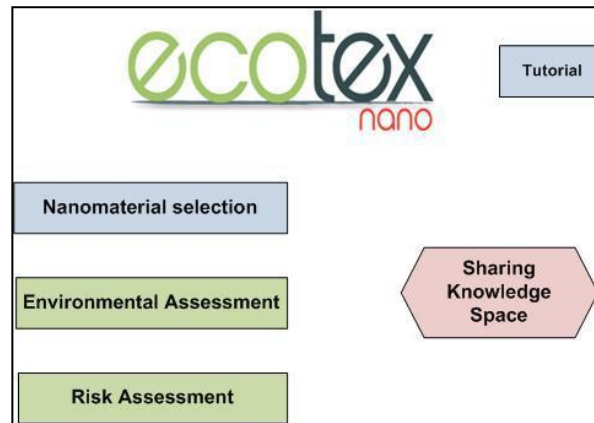 ecotex
nano
Tutorial
Nanomaterial selection
Environmental Assessment
Sharing
Knowledge
Space
Risk Assessment